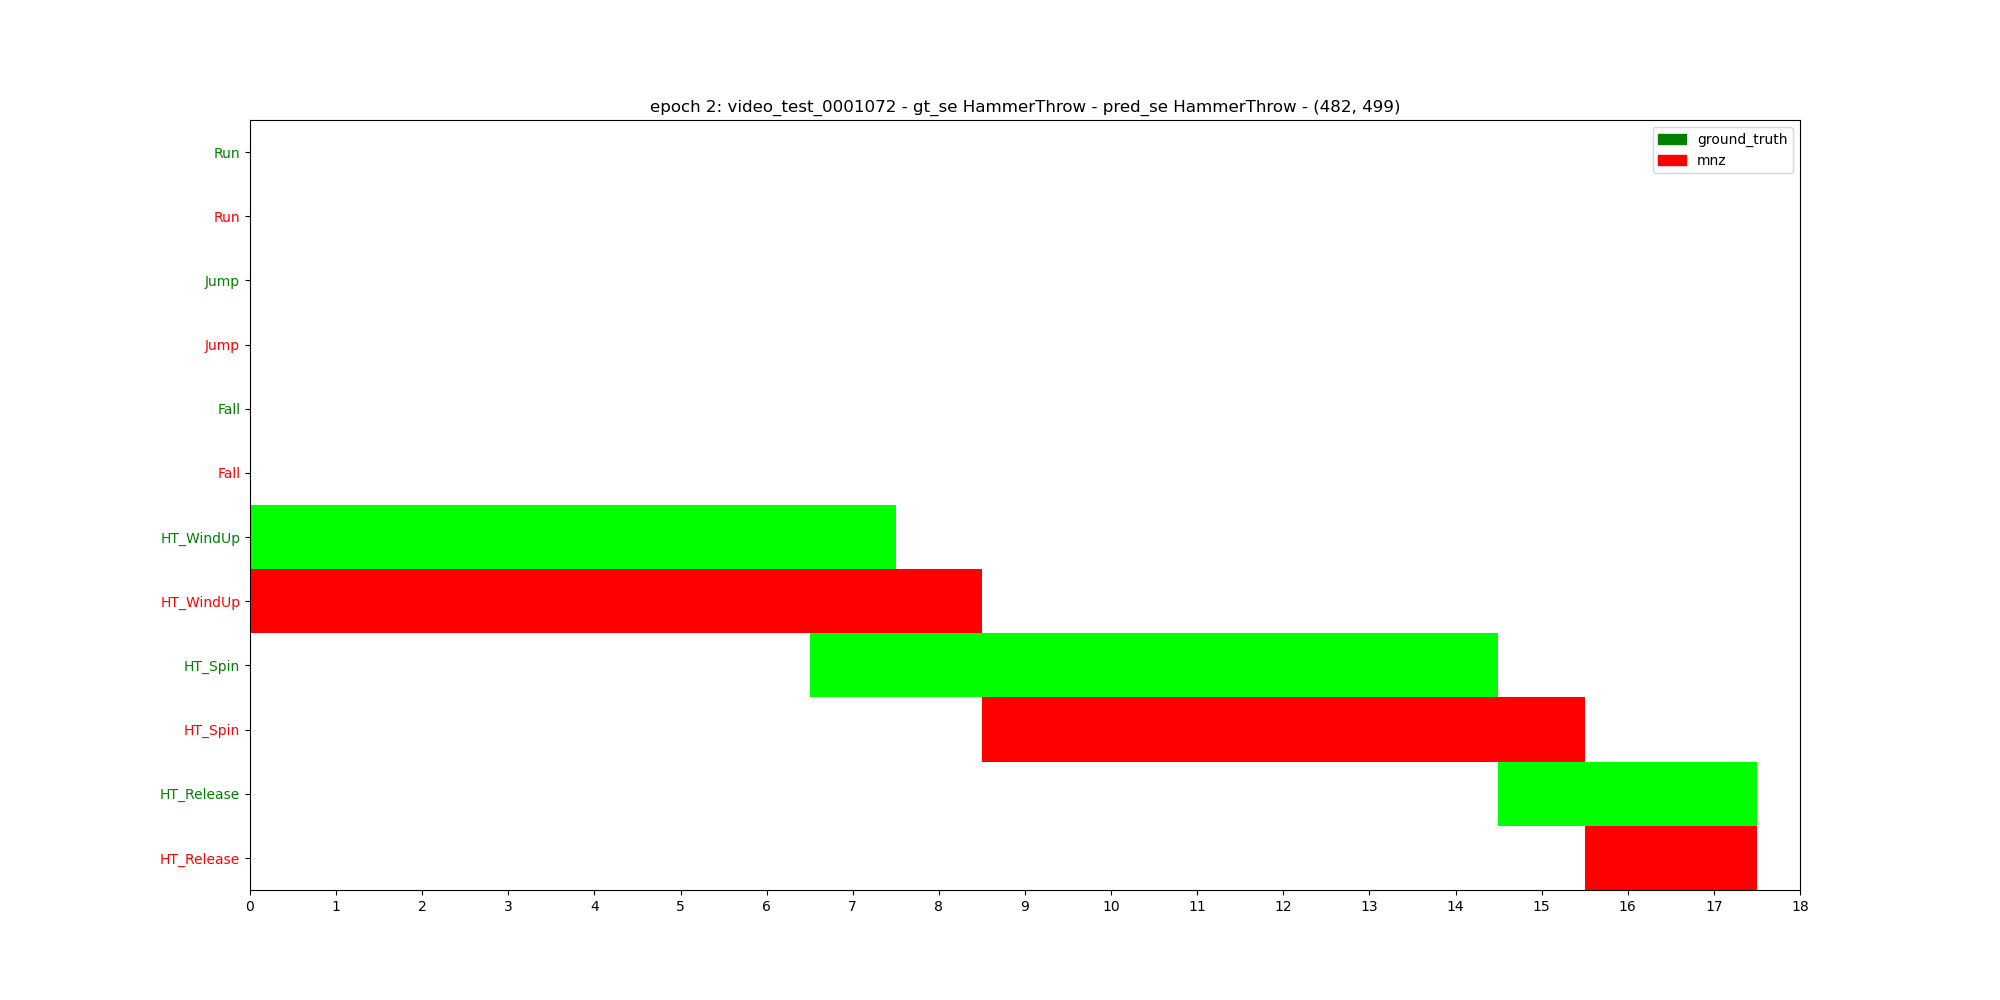 epoch 2: video_test_0001072 - gt_se HammerThrow - pred_se HammerThrow - (482, 499)
ground_truth
mnz
Run
Run
Jump
Jump
Fall
Fall
HT_WindUp
HT_WindUp
HT_Spin
HT_Spin
HT_Release
HT_Release
0 1 2 3 4 5 6 7 8 9 10 11 12 13 14 15 16 17 18